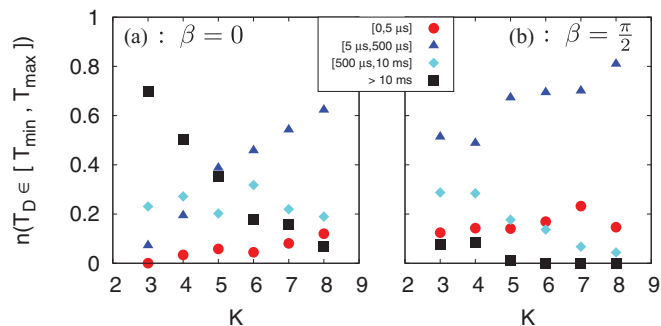 n(T_D ∈ [ T_min , T_max ])
1
0.8
0.6
0.4
0.2
0
(a) : β = 0
[0,5 µs]
[5 µs,500 µs]
[500 µs,10 ms]
> 10 ms
(b) : β = π/2
2 3 4 5 6 7 8 9
2 3 4 5 6 7 8 9
K
K